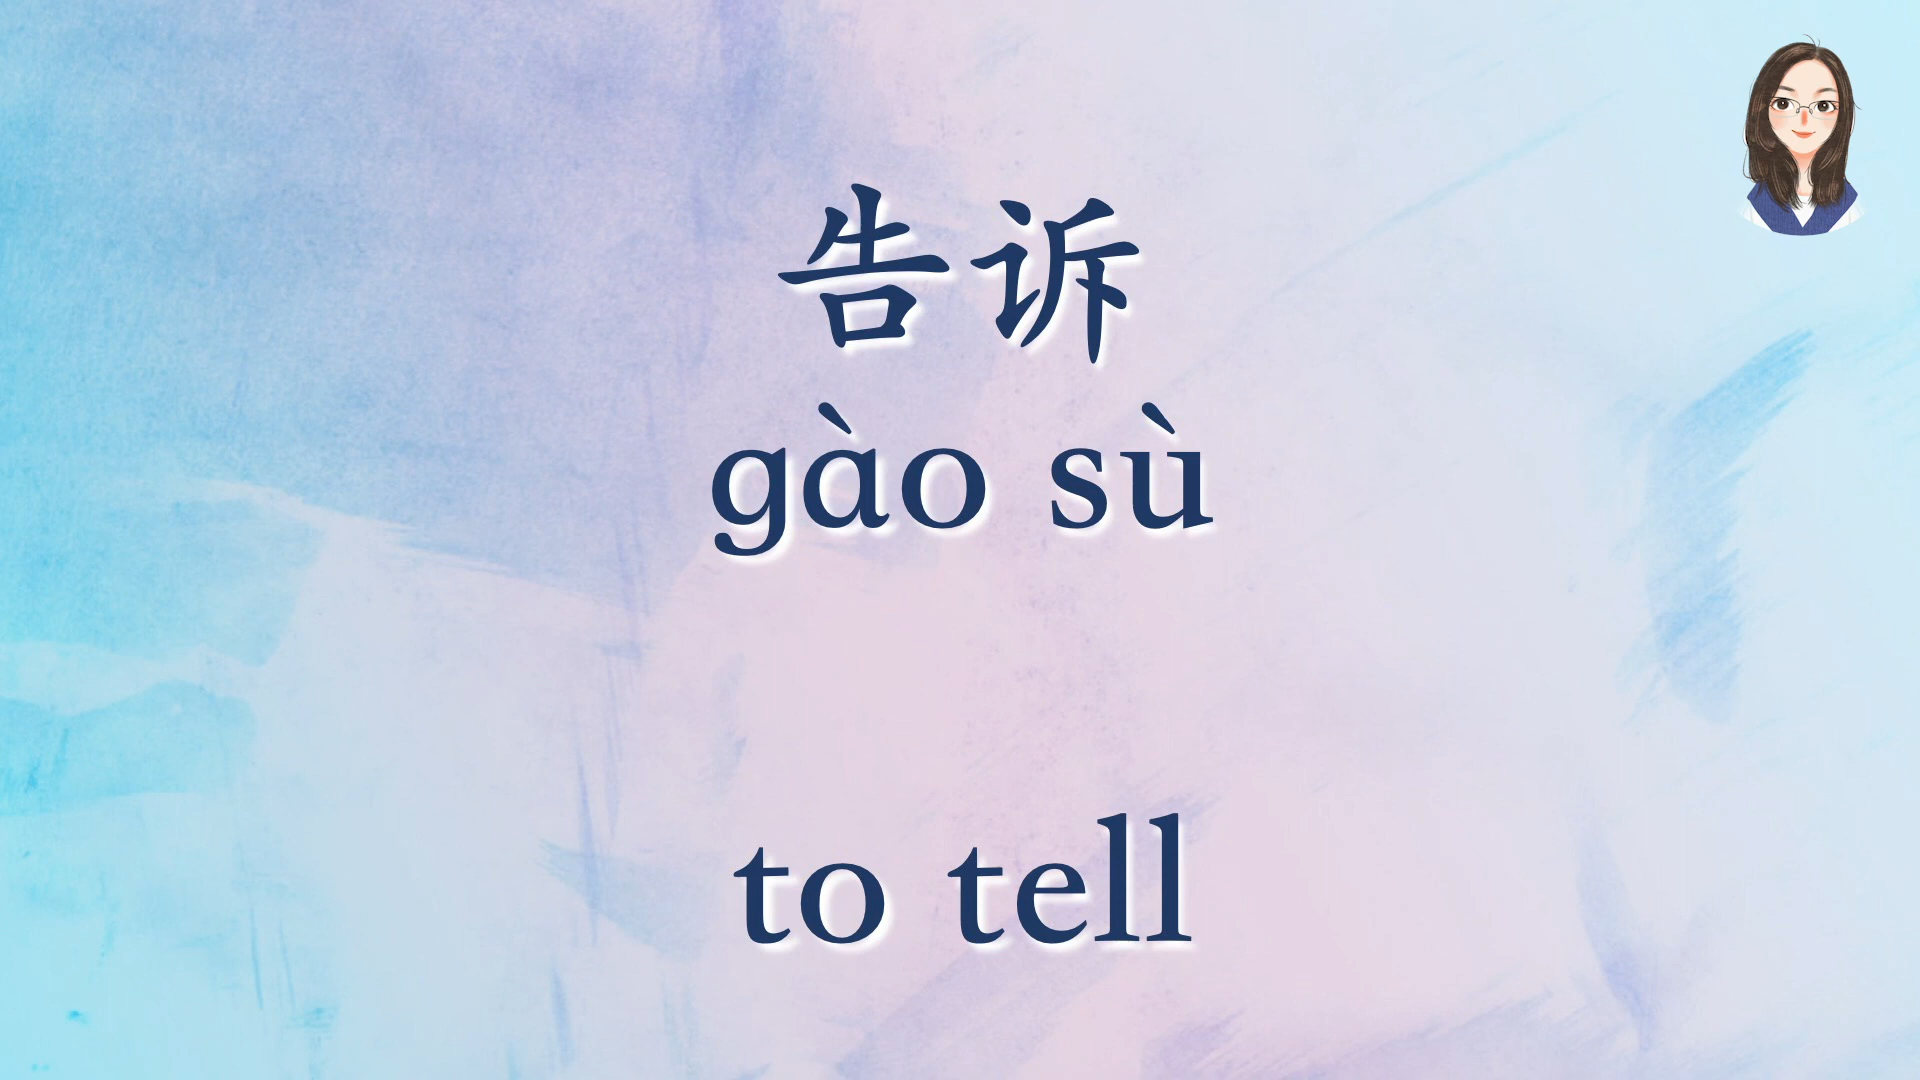 告诉
gào sù
to tell